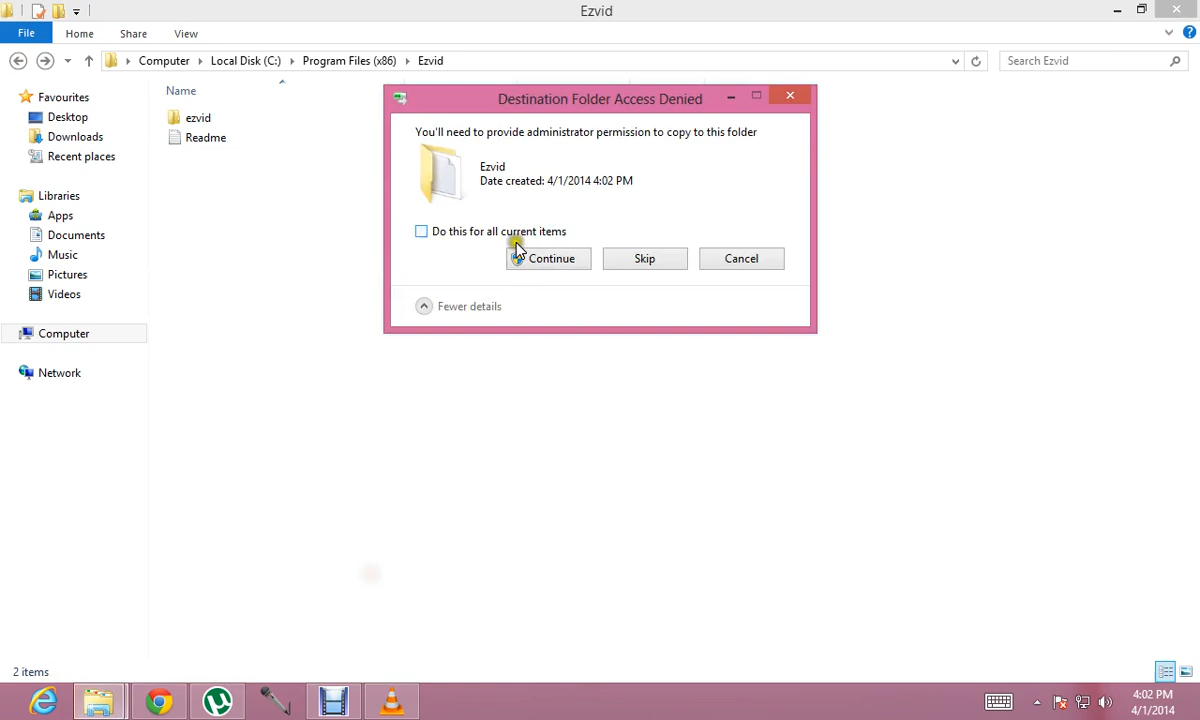 Ezvid
File Home Share View
Computer Local Disk (C:) Program Files (x86) Ezvid Search Ezvid
Favourites
Desktop
Downloads
Recent places
Libraries
Apps
Documents
Music
Pictures
Videos
Computer
Network
Name
ezvid
Readme
Destination Folder Access Denied
You'll need to provide administrator permission to copy to this folder
Ezvid
Date created: 4/1/2014 4:02 PM
Do this for all current items
Continue Skip Cancel
Fewer details
2 items
4:02 PM
4/1/2014